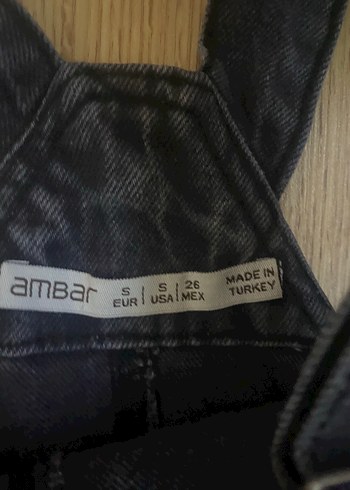 amBar
S EUR | S USA | 26 MEX
MADE IN
TURKEY